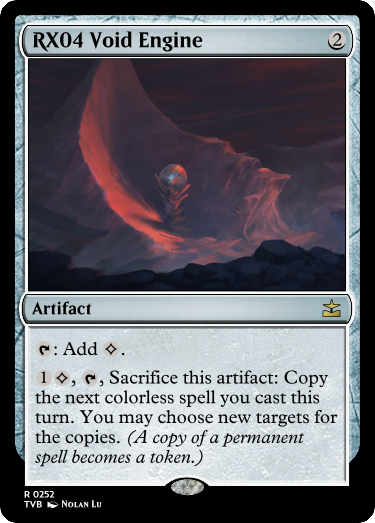 RX04 Void Engine 2
Artifact
: Add .
1 , , Sacrifice this artifact: Copy
the next colorless spell you cast this
turn. You may choose new targets for
the copies. (A copy of a permanent
spell becomes a token.)
R 0252
TVB Nolan Lu